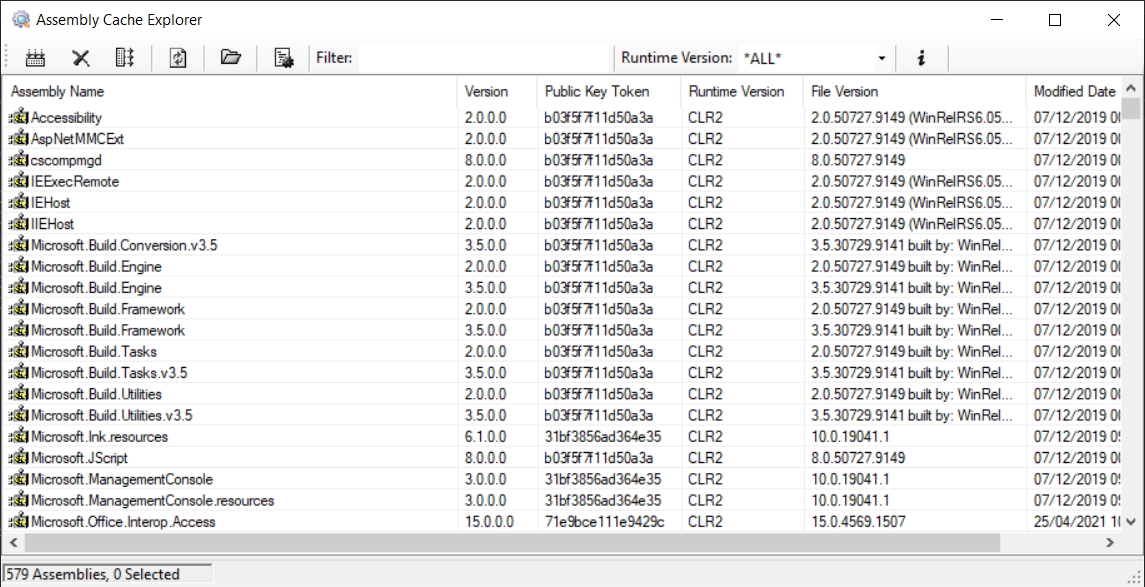 Assembly Cache Explorer
Filter: Runtime Version: *ALL* i
Assembly Name Version Public Key Token Runtime Version File Version Modified Date
Accessibility 2.0.0.0 b03f5f7f11d50a3a CLR2 2.0.50727.9149 (WinRelRS6.05... 07/12/2019 0
AspNetMMCExt 2.0.0.0 b03f5f7f11d50a3a CLR2 2.0.50727.9149 (WinRelRS6.05... 07/12/2019 0
cscompmgd 8.0.0.0 b03f5f7f11d50a3a CLR2 8.0.50727.9149 07/12/2019 0
IEExecRemote 2.0.0.0 b03f5f7f11d50a3a CLR2 2.0.50727.9149 (WinRelRS6.05... 07/12/2019 0
IEHost 2.0.0.0 b03f5f7f11d50a3a CLR2 2.0.50727.9149 (WinRelRS6.05... 07/12/2019 0
IIEHost 2.0.0.0 b03f5f7f11d50a3a CLR2 2.0.50727.9149 (WinRelRS6.05... 07/12/2019 0
Microsoft.Build.Conversion.v3.5 3.5.0.0 b03f5f7f11d50a3a CLR2 3.5.30729.9141 built by: WinRel... 07/12/2019 0
Microsoft.Build.Engine 2.0.0.0 b03f5f7f11d50a3a CLR2 2.0.50727.9149 built by: WinRel... 07/12/2019 0
Microsoft.Build.Engine 3.5.0.0 b03f5f7f11d50a3a CLR2 3.5.30729.9141 built by: WinRel... 07/12/2019 0
Microsoft.Build.Framework 2.0.0.0 b03f5f7f11d50a3a CLR2 2.0.50727.9149 built by: WinRel... 07/12/2019 0
Microsoft.Build.Framework 3.5.0.0 b03f5f7f11d50a3a CLR2 3.5.30729.9141 built by: WinRel... 07/12/2019 0
Microsoft.Build.Tasks 2.0.0.0 b03f5f7f11d50a3a CLR2 2.0.50727.9149 built by: WinRel... 07/12/2019 0
Microsoft.Build.Tasks.v3.5 3.5.0.0 b03f5f7f11d50a3a CLR2 3.5.30729.9141 built by: WinRel... 07/12/2019 0
Microsoft.Build.Utilities 2.0.0.0 b03f5f7f11d50a3a CLR2 2.0.50727.9149 built by: WinRel... 07/12/2019 0
Microsoft.Build.Utilities.v3.5 3.5.0.0 b03f5f7f11d50a3a CLR2 3.5.30729.9141 built by: WinRel... 07/12/2019 0
Microsoft.Ink.resources 6.1.0.0 31bf3856ad364e35 CLR2 10.0.19041.1 07/12/2019 0
Microsoft.JScript 8.0.0.0 b03f5f7f11d50a3a CLR2 8.0.50727.9149 07/12/2019 0
Microsoft.ManagementConsole 3.0.0.0 31bf3856ad364e35 CLR2 10.0.19041.1 07/12/2019 0
Microsoft.ManagementConsole.resources 3.0.0.0 31bf3856ad364e35 CLR2 10.0.19041.1 07/12/2019 0
Microsoft.Office.Interop.Access 15.0.0.0 71e9bce111e9429c CLR2 15.0.4569.1507 25/04/2021 1
579 Assemblies, 0 Selected